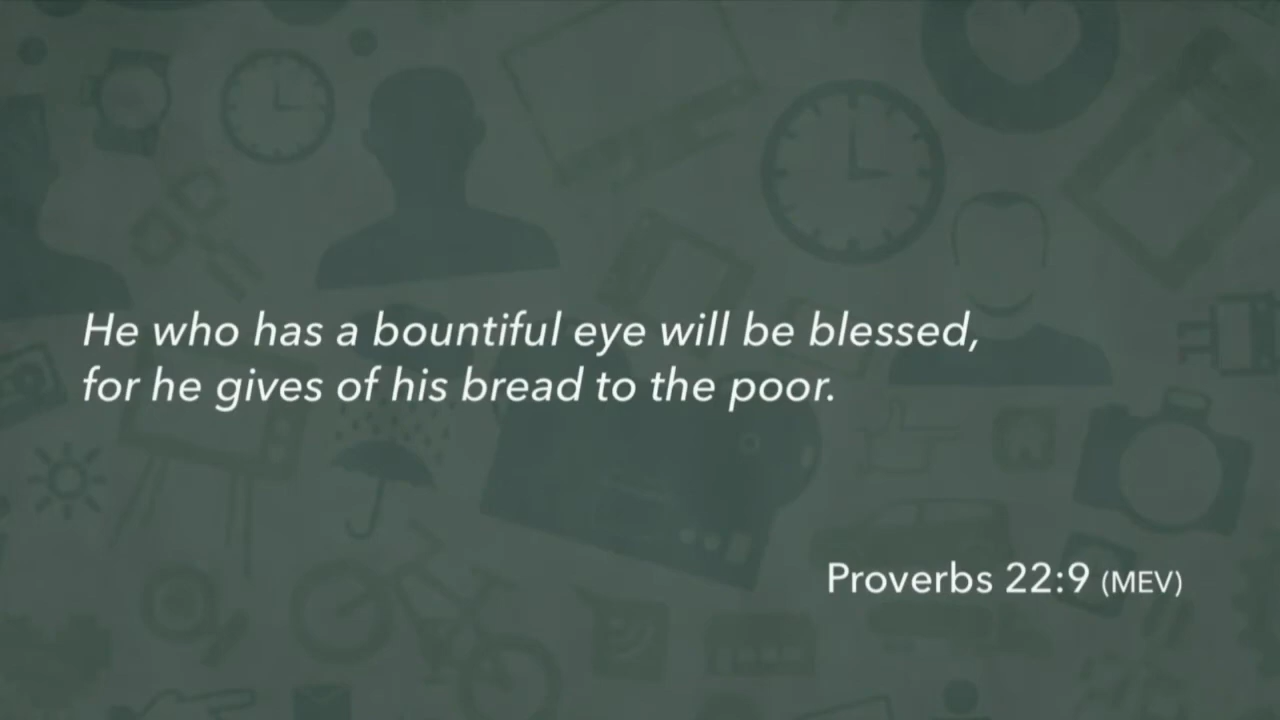 He who has a bountiful eye will be blessed,
for he gives of his bread to the poor.
Proverbs 22:9 (MEV)